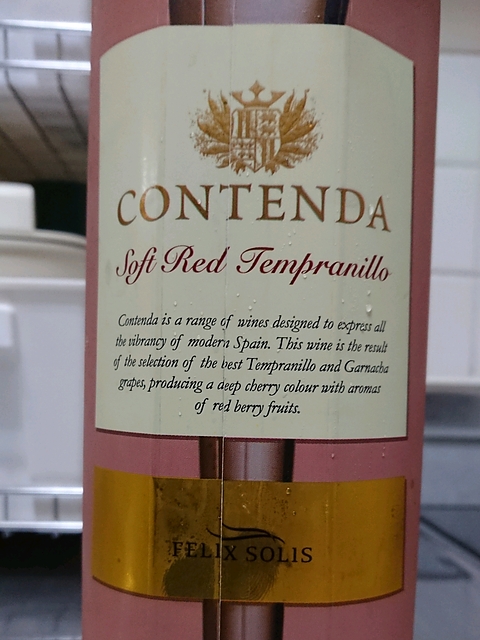 CONTENDA
Soft Red Tempranillo
Contenda is a range of wines designed to express all
the vibrancy of modern Spain. This wine is the result
of the selection of the best Tempranillo and Garnacha
grapes, producing a deep cherry colour with aromas
of red berry fruits.
FELIX SOLIS